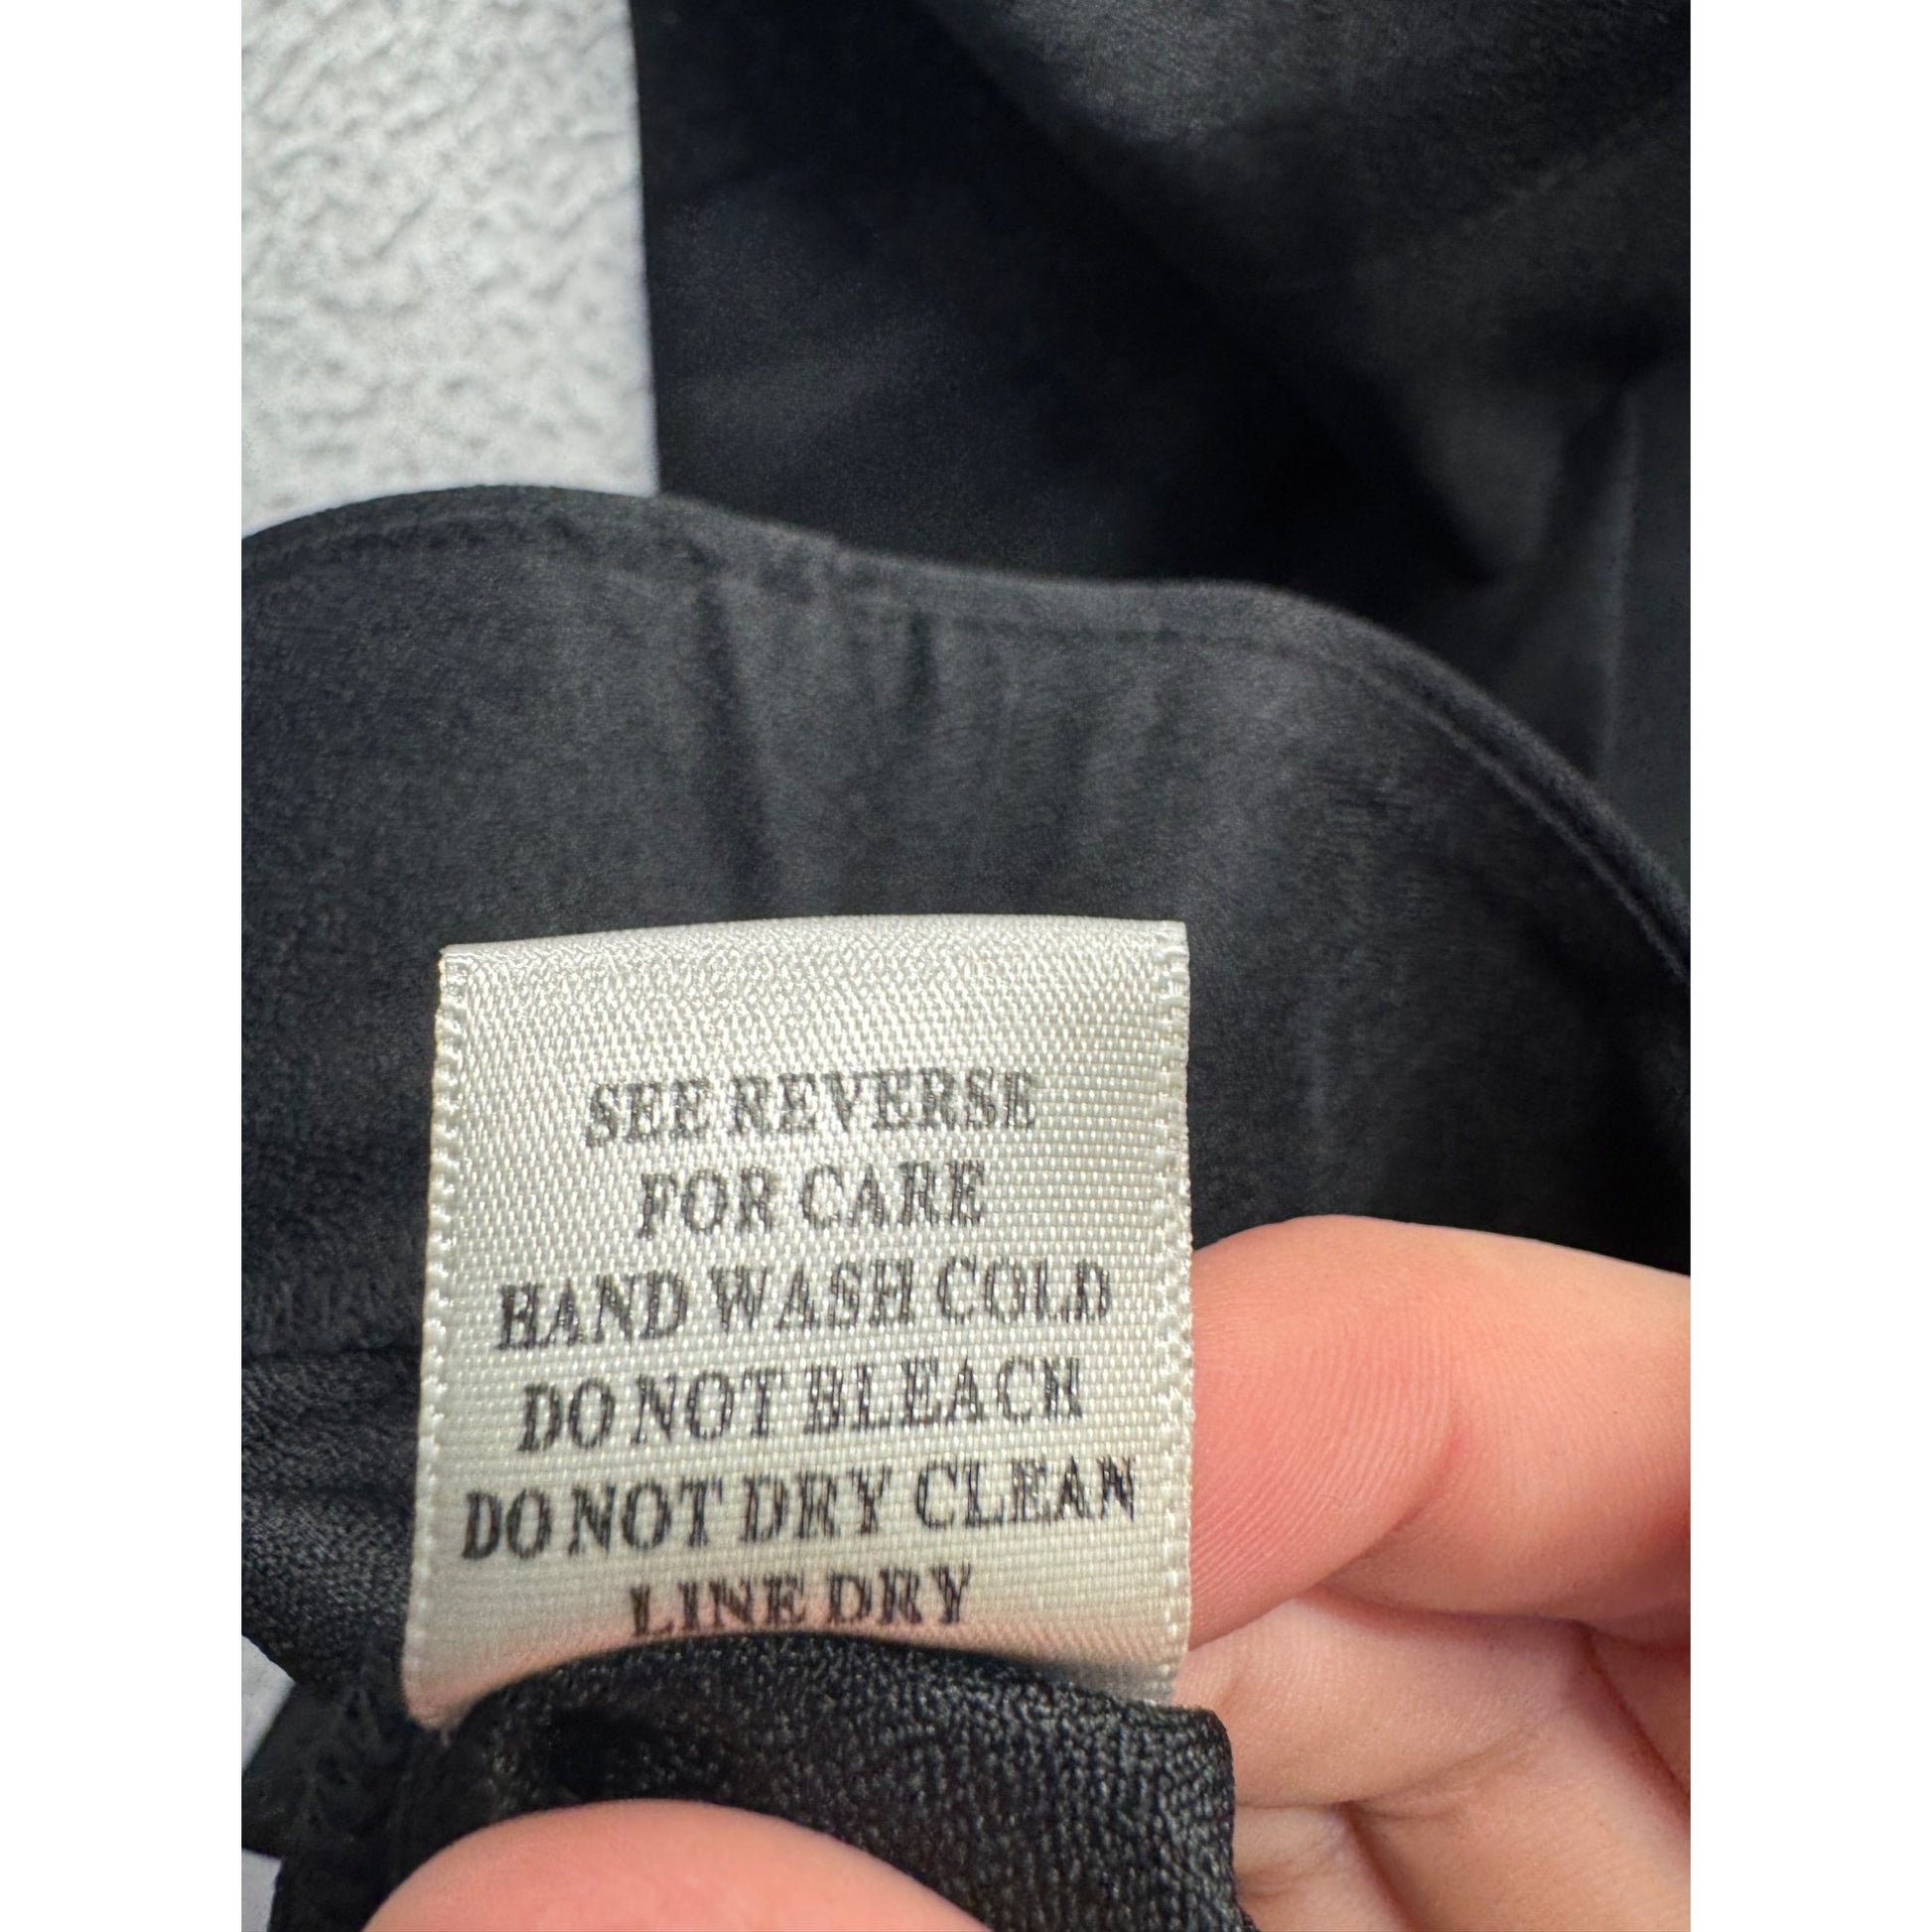 SEE REVERSE
FOR CARE
HAND WASH COLD
DO NOT BLEACH
DO NOT DRY CLEAN
LINE DRY